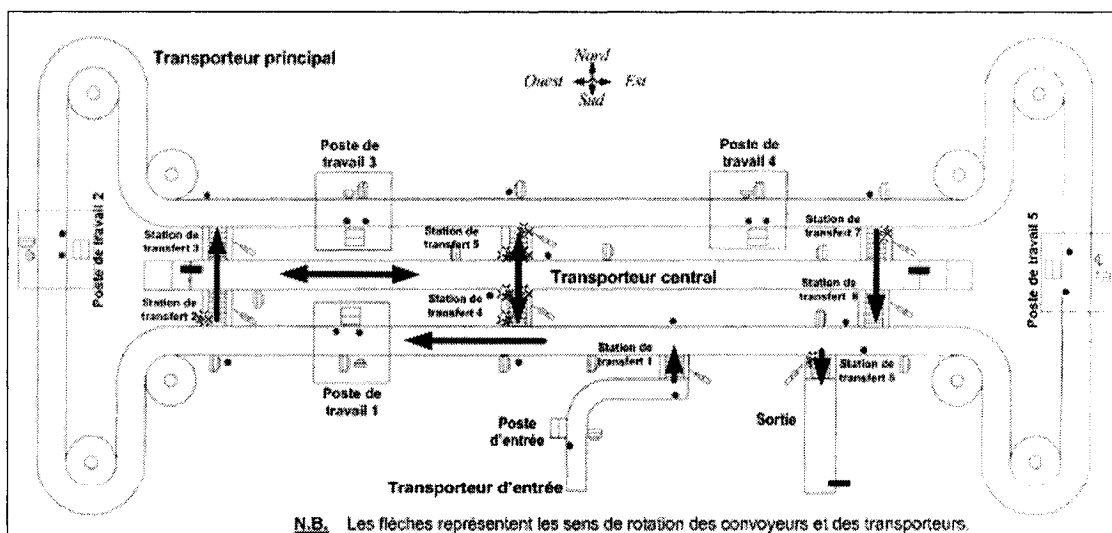 Transporteur principal
Nord
Ouest Est
Sud
Poste de
travail 3
Poste de
travail 4
Poste de travail 2
Station de
transfert 3
Station de
transfert 5
Station de
transfert 7
Transporteur central
Poste de travail 5
Station de
transfert 2
Station de
transfert 4
Station de
transfert
Station de
transfert 1
Station de
transfert
Poste de
travail 1
Poste
d'entrée
Sortie
Transporteur d'entrée
N.B. Les flèches représentent les sens de rotation des convoyeurs et des transporteurs.